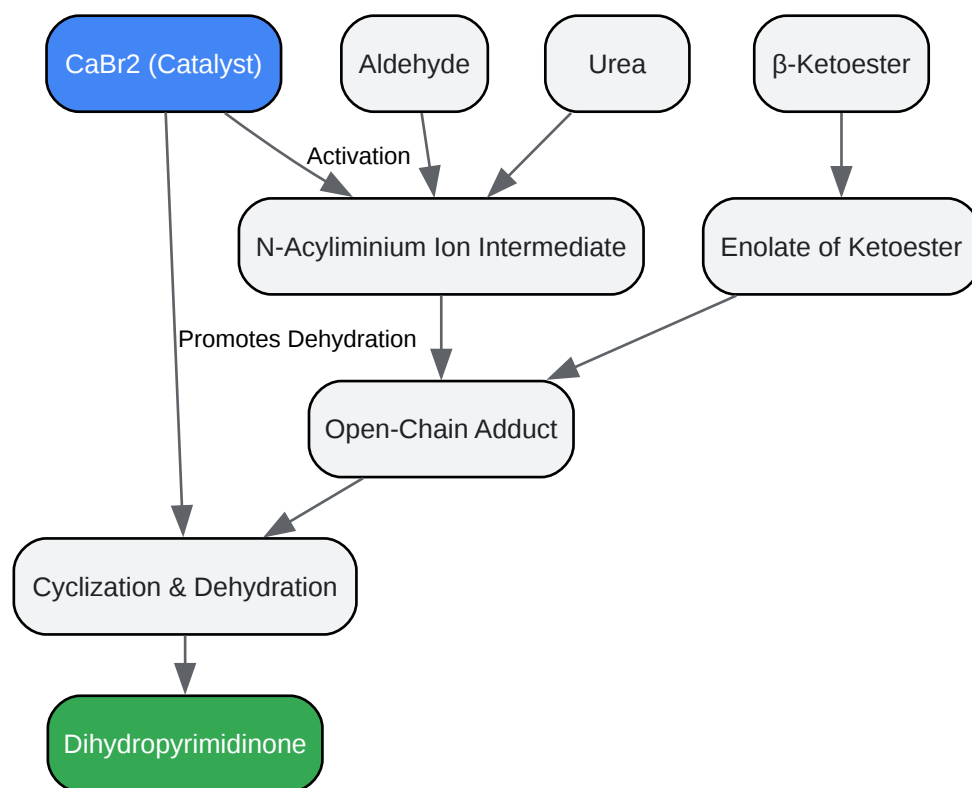 CaBr2 (Catalyst)
Aldehyde
Urea
β-Ketoester
Activation
N-Acyliminium Ion Intermediate
Enolate of Ketoester
Promotes Dehydration
Open-Chain Adduct
Cyclization & Dehydration
Dihydropyrimidinone